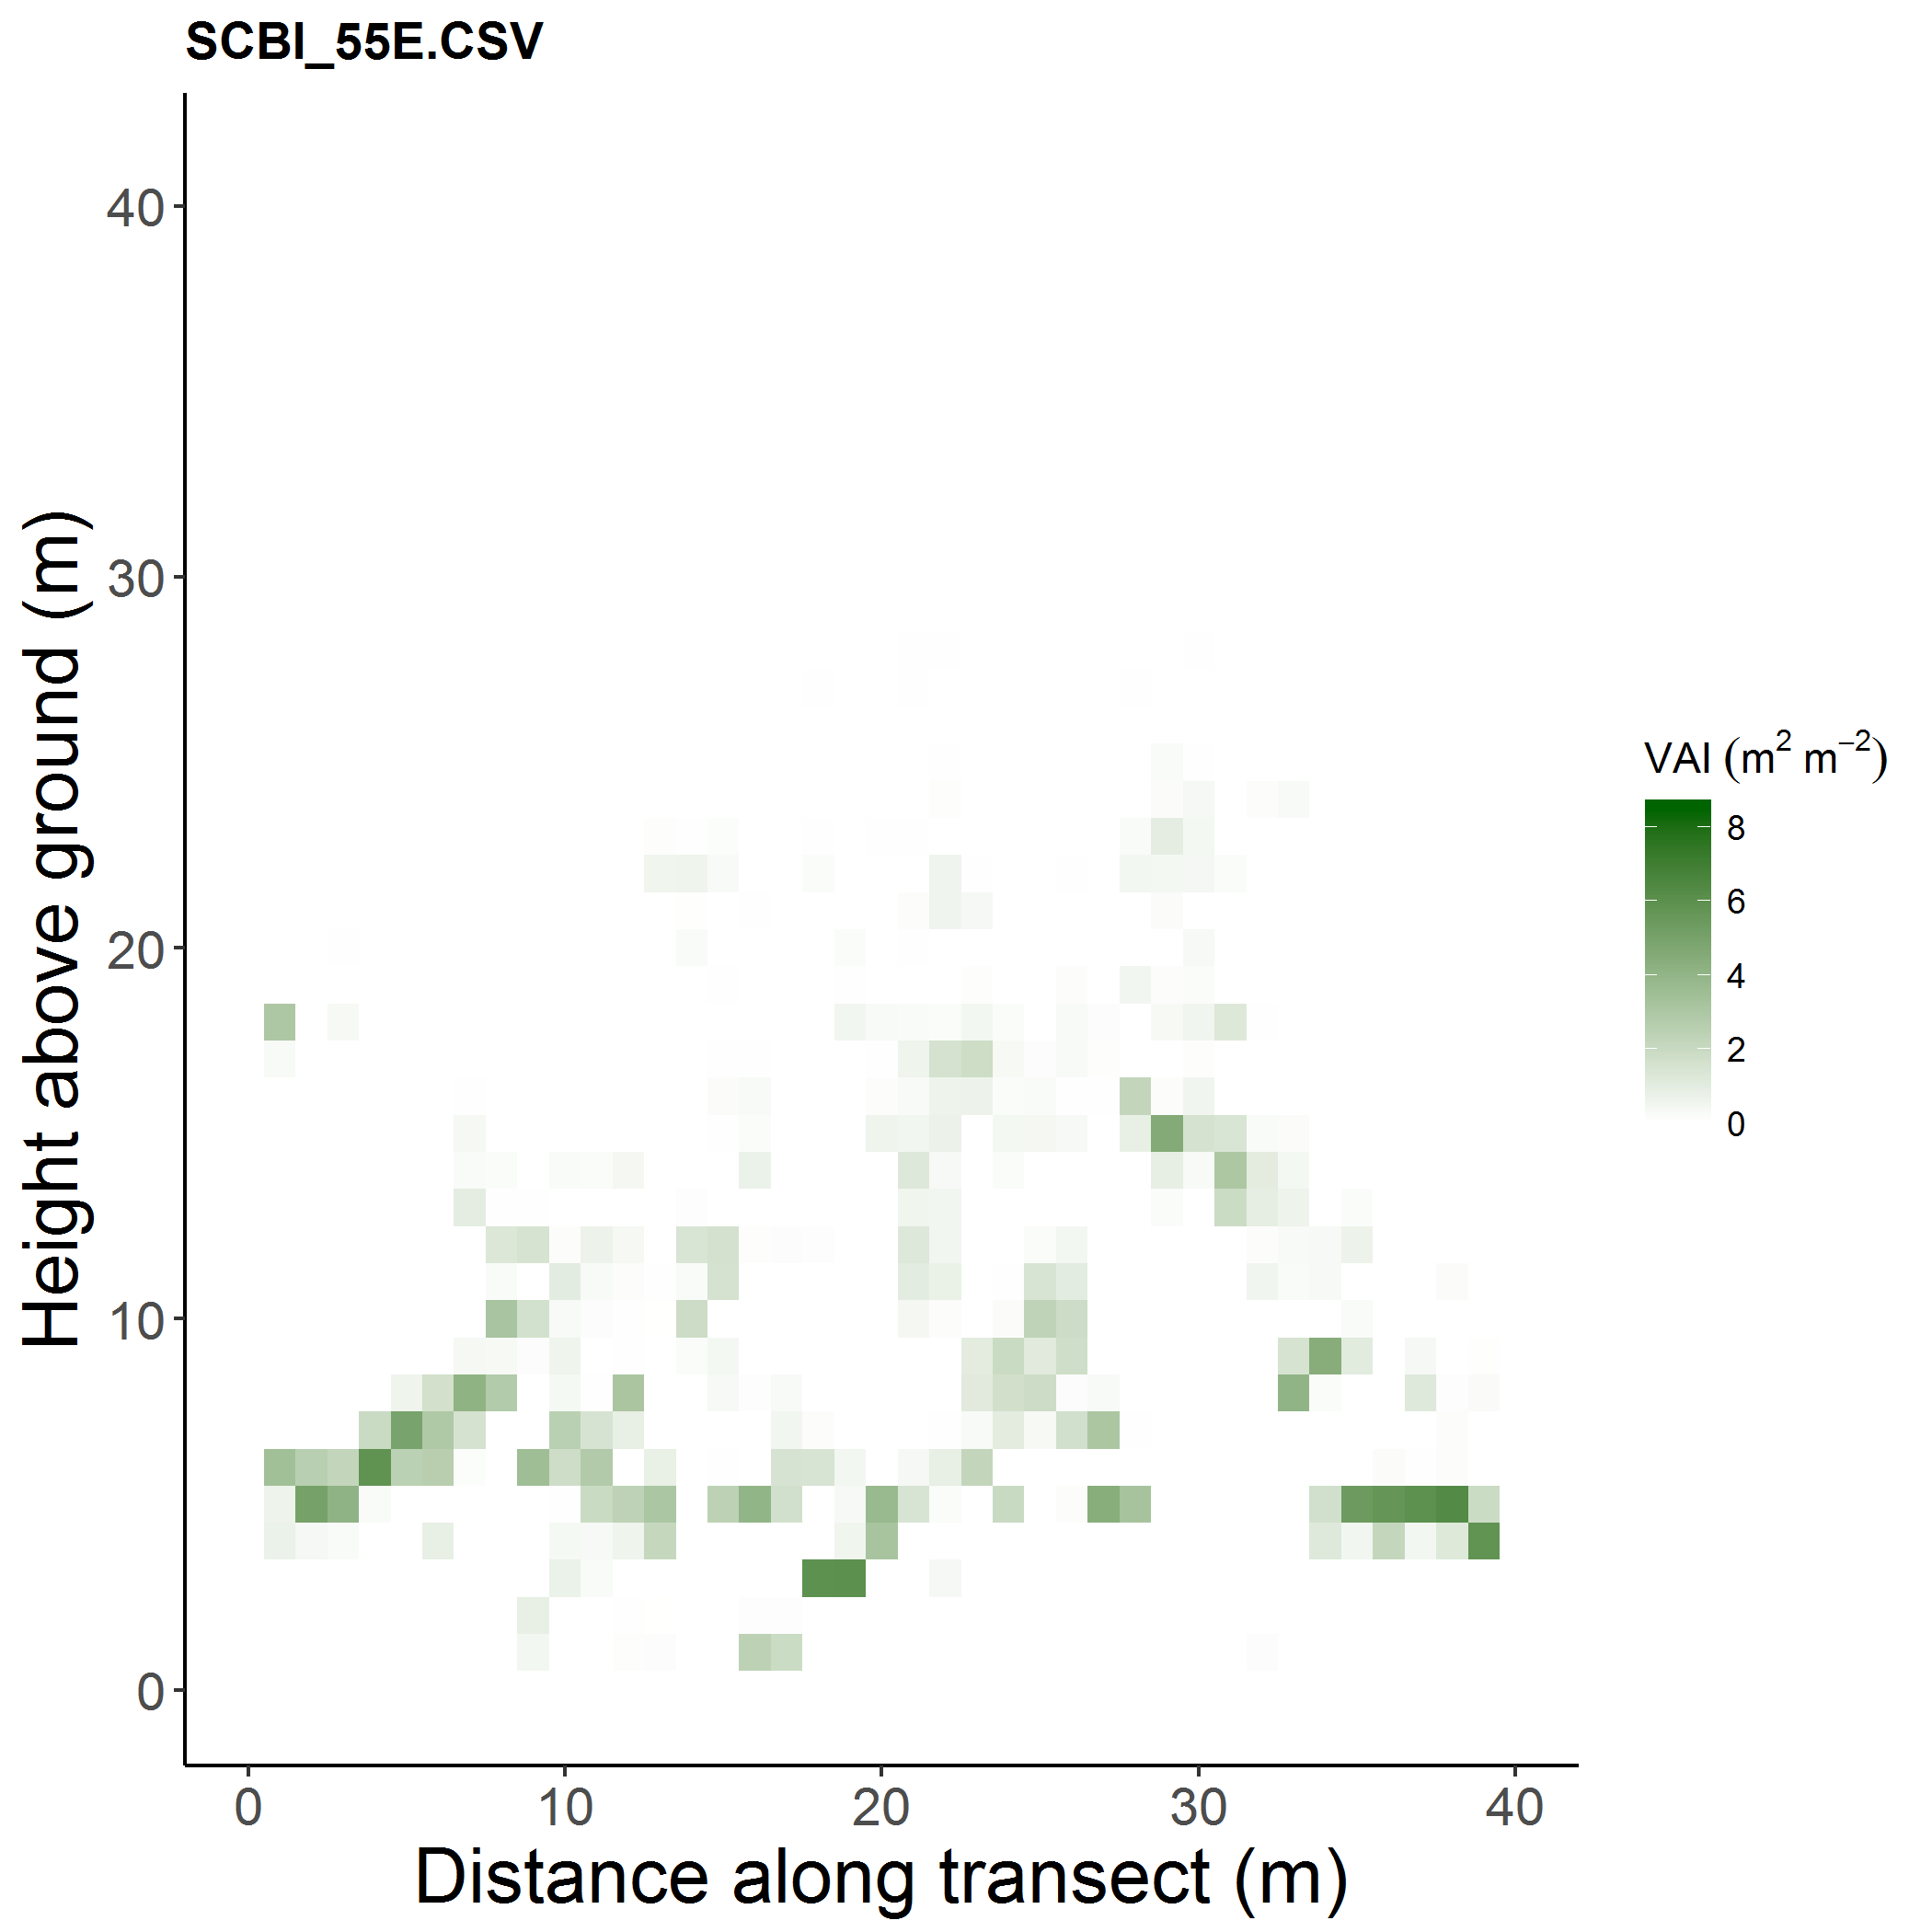 SCBI_55E.CSV
40
30
20
10
0
Height above ground (m)
0 10 20 30 40
Distance along transect (m)
VAI (m² m⁻²)
8
6
4
2
0